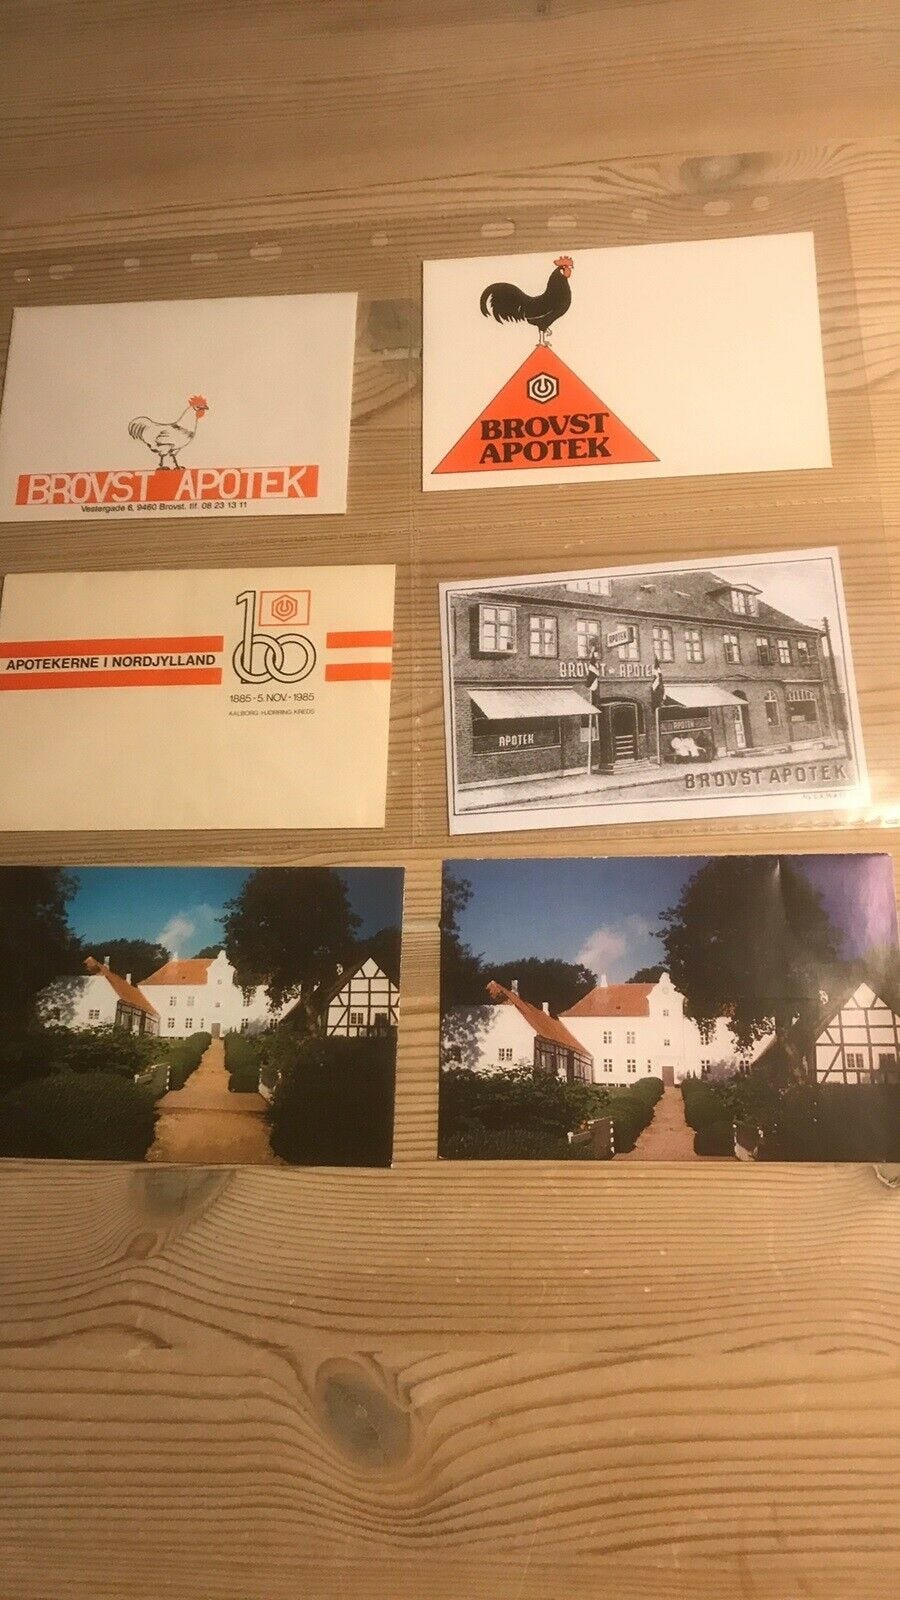 BROVST APOTEK
Vestergade 6, 9460 Brovst. tlf. 08 23 13 11
BROVST
APOTEK
APOTEKERNE I NORDJYLLAND
100
1885 - 5. NOV. - 1985
AALBORG-HJØRRING KREDS
APOTEK
BROVST APOTEK
APOTEK
APOTEK
BROVST APOTEK